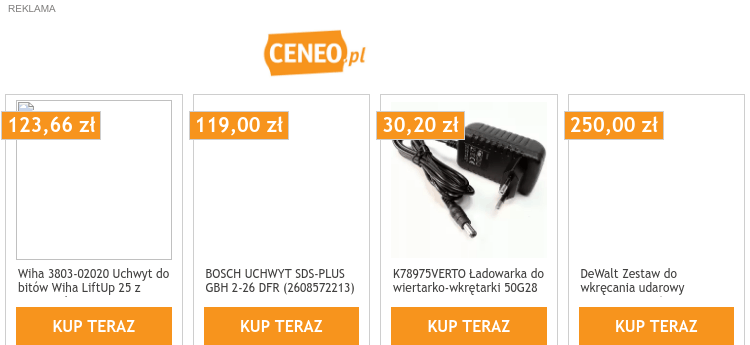 REKLAMA
CENEO.pl
123,66 zł
119,00 zł
30,20 zł
250,00 zł
Wiha 3803-02020 Uchwyt do
bitów Wiha LiftUp 25 z
BOSCH UCHWYT SDS-PLUS
GBH 2-26 DFR (2608572213)
K78975VERTO Ładowarka do
wiertarko-wkrętarki 50G28
DeWalt Zestaw do
wkręcania udarowy
KUP TERAZ
KUP TERAZ
KUP TERAZ
KUP TERAZ